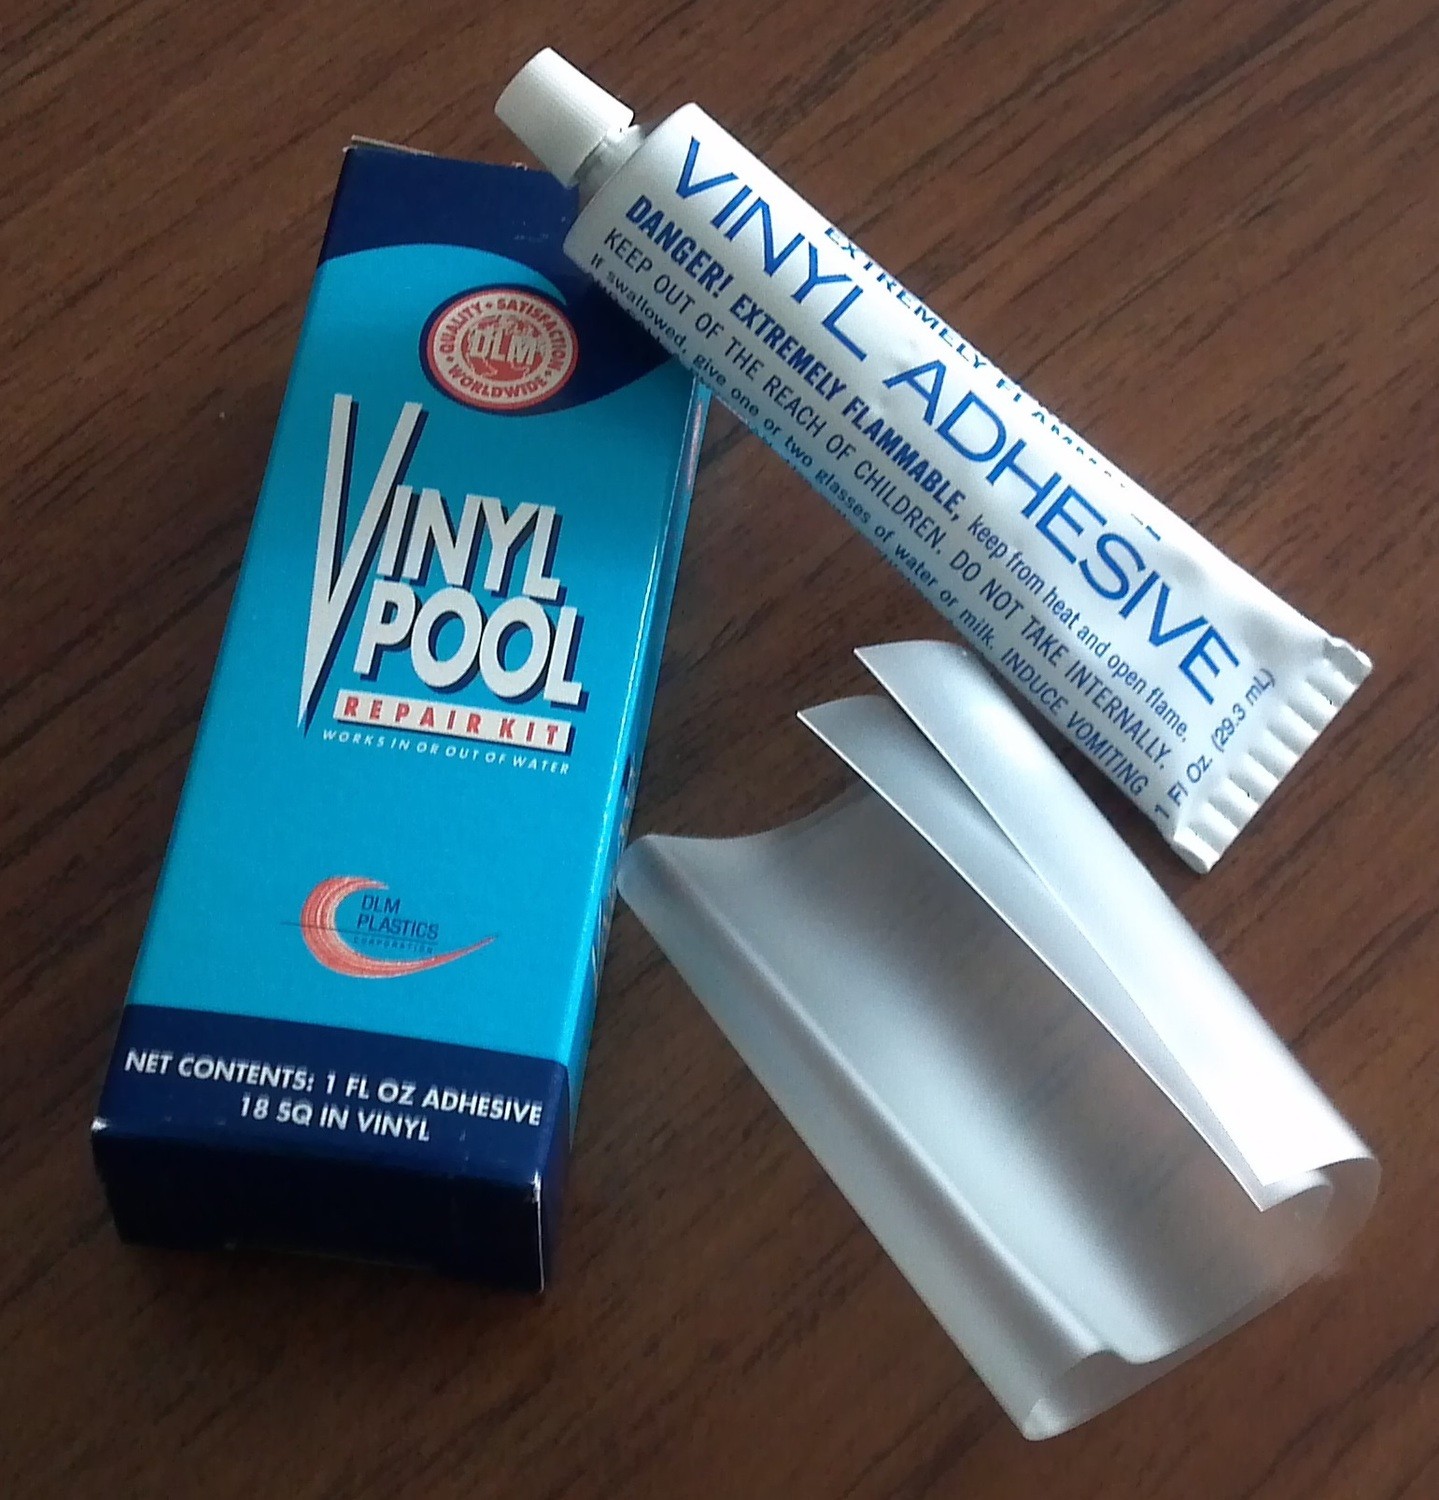 QUALITY • SATISFACTION • WORLDWIDE •
DLM
VINYL
POOL
REPAIR KIT
WORKS IN OR OUT OF WATER
DLM
PLASTICS
CORPORATION
NET CONTENTS: 1 FL OZ ADHESIVE
18 SQ IN VINYL
EXTREMELY FLAMMABLE
VINYL ADHESIVE
DANGER! EXTREMELY FLAMMABLE, keep from heat and open flame.
KEEP OUT OF THE REACH OF CHILDREN. DO NOT TAKE INTERNALLY.
If swallowed, give one or two glasses of water or milk. INDUCE VOMITING
1 Fl Oz. (29.3 mL)